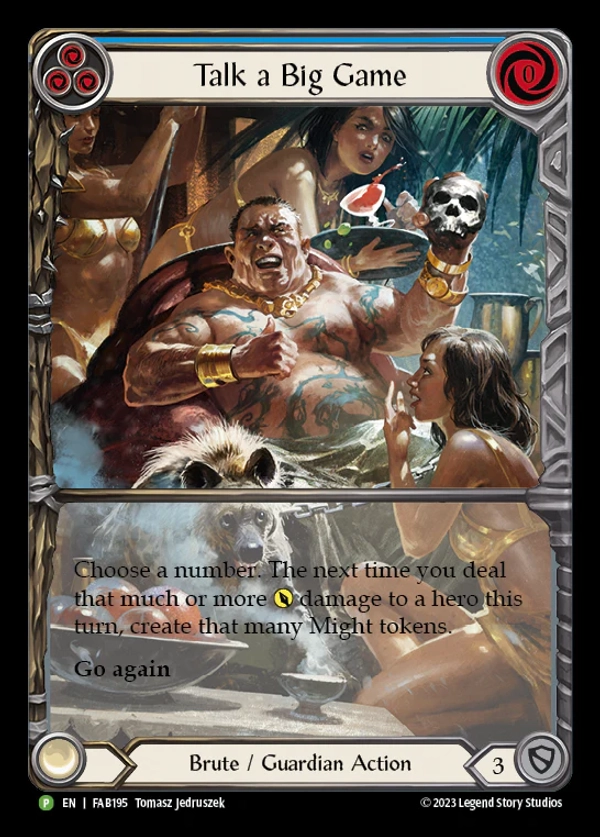 Talk a Big Game
0
Choose a number. The next time you deal
that much or more damage to a hero this
turn, create that many Might tokens.
Go again
Brute / Guardian Action
3
P EN | FAB195 Tomasz Jedruszek © 2023 Legend Story Studios